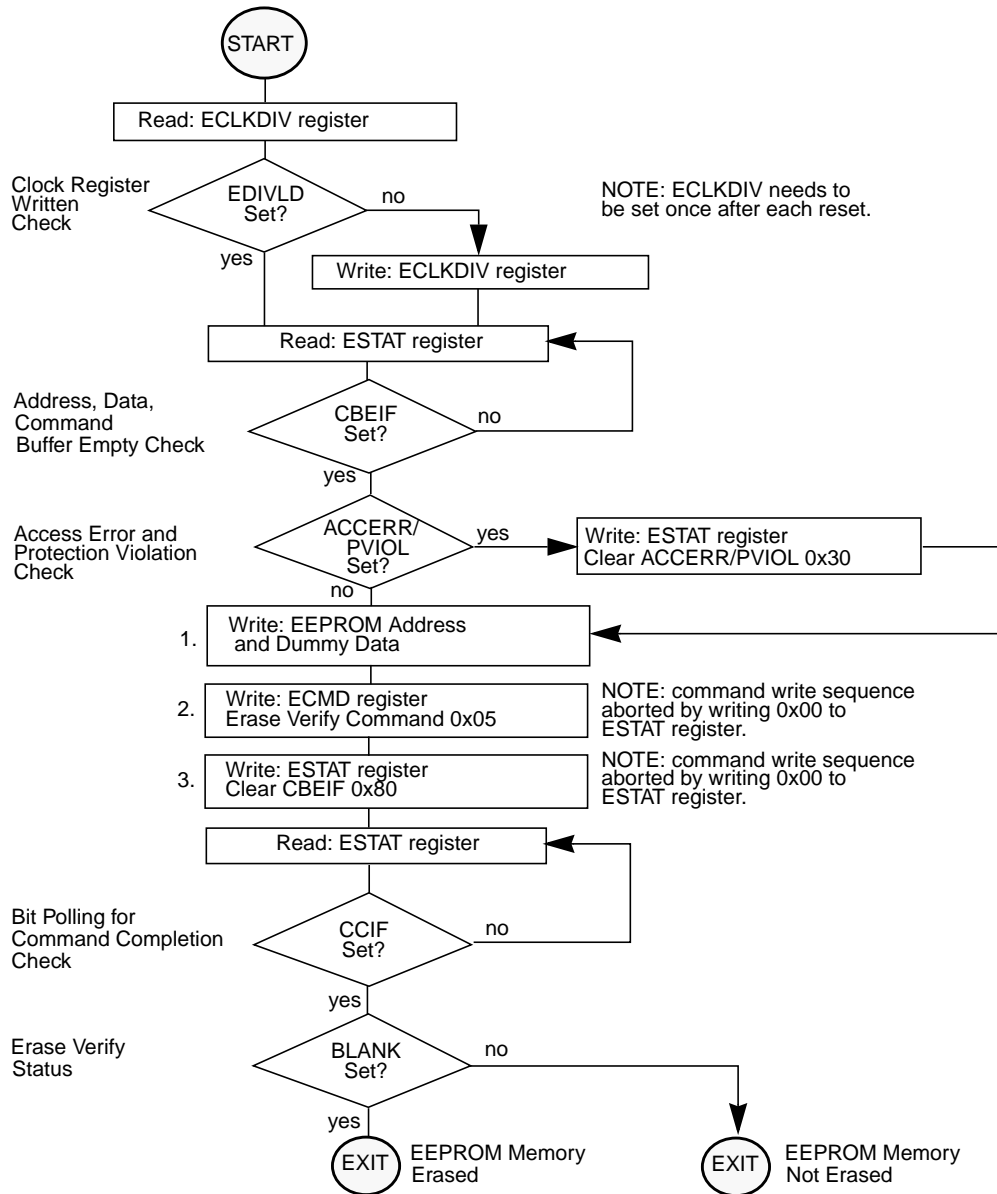 START
Read: ECLKDIV register
Clock Register
Written
Check
EDIVLD
Set?
no
yes
NOTE: ECLKDIV needs to
be set once after each reset.
Write: ECLKDIV register
Read: ESTAT register
Address, Data,
Command
Buffer Empty Check
CBEIF
Set?
no
yes
Access Error and
Protection Violation
Check
ACCERR/
PVIOL
Set?
yes
no
Write: ESTAT register
Clear ACCERR/PVIOL 0x30
1.
Write: EEPROM Address
and Dummy Data
2.
Write: ECMD register
Erase Verify Command 0x05
NOTE: command write sequence
aborted by writing 0x00 to
ESTAT register.
3.
Write: ESTAT register
Clear CBEIF 0x80
NOTE: command write sequence
aborted by writing 0x00 to
ESTAT register.
Read: ESTAT register
Bit Polling for
Command Completion
Check
CCIF
Set?
no
yes
Erase Verify
Status
BLANK
Set?
no
yes
EXIT
EEPROM Memory
Erased
EXIT
EEPROM Memory
Not Erased